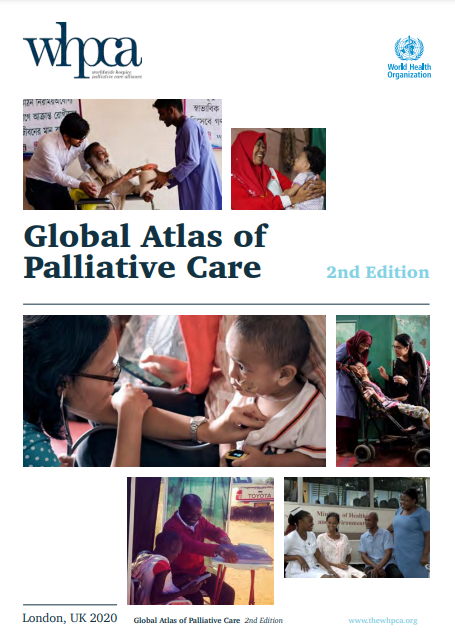 whpca
worldwide hospice
palliative care alliance
World Health
Organization
Global Atlas of
Palliative Care
2nd Edition
TOYOTA
London, UK 2020
Global Atlas of Palliative Care 2nd Edition
www.thewhpca.org